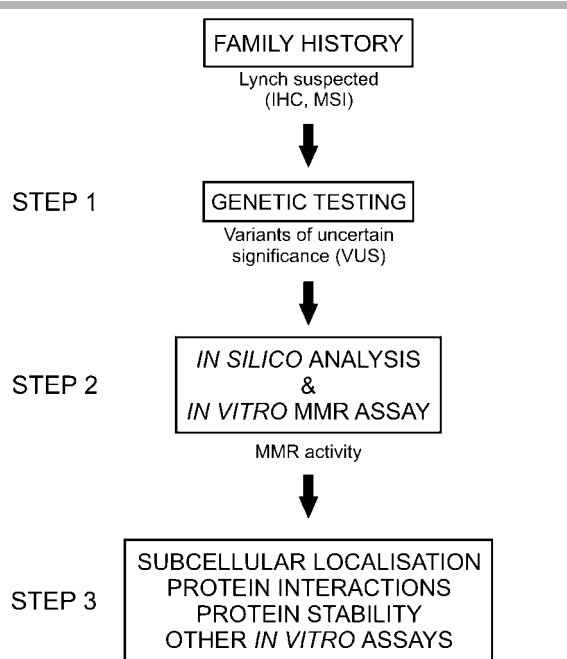 FAMILY HISTORY
Lynch suspected
(IHC, MSI)
STEP 1
GENETIC TESTING
Variants of uncertain
significance (VUS)
STEP 2
IN SILICO ANALYSIS
&
IN VITRO MMR ASSAY
MMR activity
STEP 3
SUBCELLULAR LOCALISATION
PROTEIN INTERACTIONS
PROTEIN STABILITY
OTHER IN VITRO ASSAYS